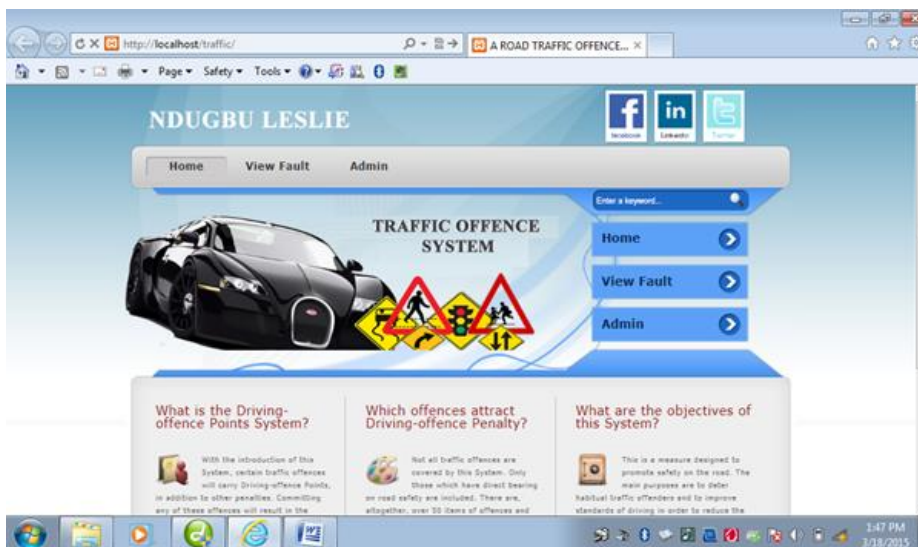 http://localhost/traffic/
A ROAD TRAFFIC OFFENCE...
Page Safety Tools
NDUGBU LESLIE
facebook
LinkedIn
Twitter
Home View Fault Admin
Enter a keyword...
TRAFFIC OFFENCE
SYSTEM
Home
View Fault
Admin
What is the Driving-
offence Points System?
With the introduction of this
System, certain traffic offences
will carry Driving-offence Points,
in addition to other penalties. Committing
any of these offences will result in the
Which offences attract
Driving-offence Penalty?
Not all traffic offences are
covered by this System. Only
those which have direct bearing
on road safety are included. There are,
altogether, over 50 items of offences and
What are the objectives of
this System?
This is a measure designed to
promote safety on the road. The
main purposes are to deter
habitual traffic offenders and to improve
standards of driving in order to reduce the
1:47 PM
3/18/2015